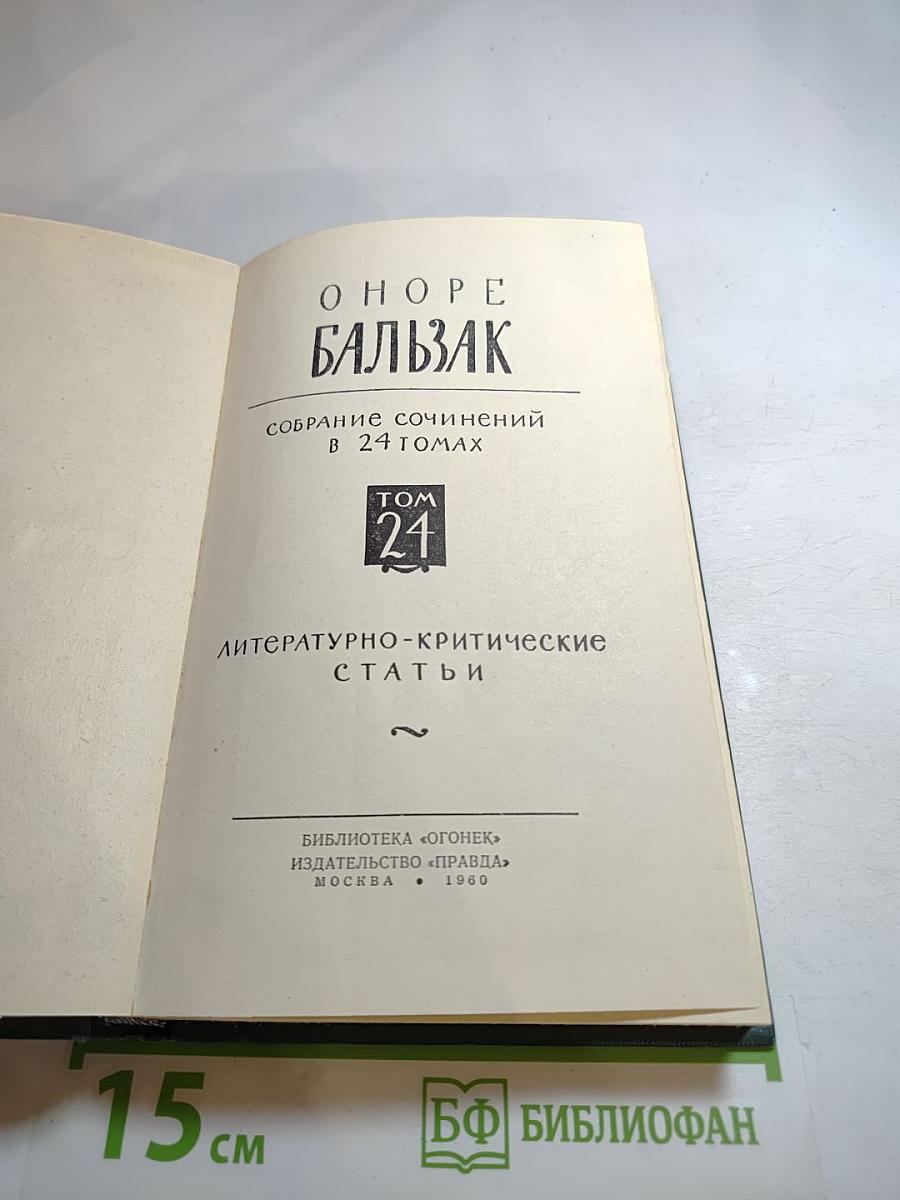 ОНОРЕ
БАЛЬЗАК
СОБРАНИЕ СОЧИНЕНИЙ
В 24 ТОМАХ
ТОМ
24
ЛИТЕРАТУРНО-КРИТИЧЕСКИЕ
СТАТЬИ
БИБЛИОТЕКА «ОГОНЕК»
ИЗДАТЕЛЬСТВО «ПРАВДА»
МОСКВА • 1960
15 см
БФ БИБЛИОФАН